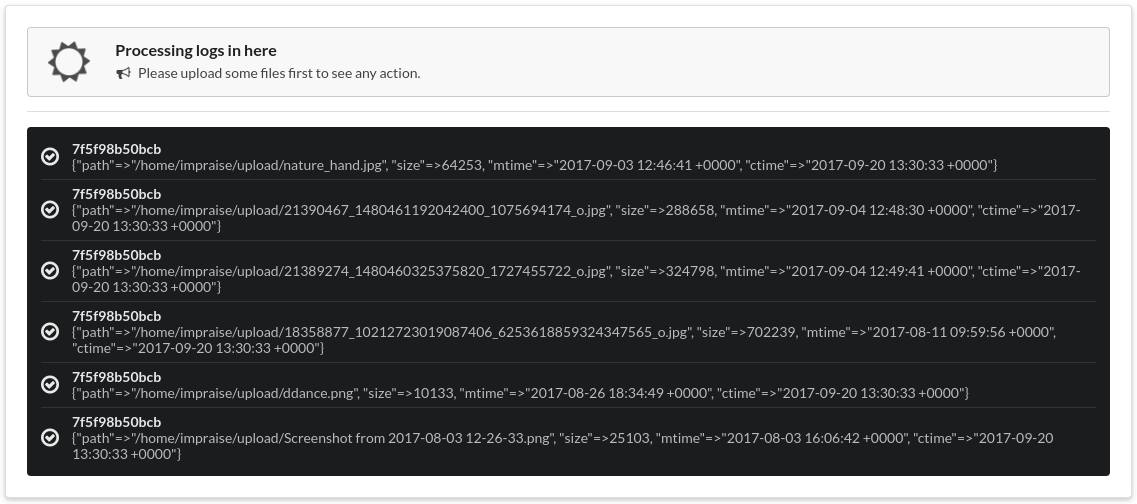 Processing logs in here
Please upload some files first to see any action.
7f5f98b50bcb
{"path"=>"/home/impraise/upload/nature_hand.jpg", "size"=>64253, "mtime"=>"2017-09-03 12:46:41 +0000", "ctime"=>"2017-09-20 13:30:33 +0000"}
7f5f98b50bcb
{"path"=>"/home/impraise/upload/21390467_1480461192042400_1075694174_o.jpg", "size"=>288658, "mtime"=>"2017-09-04 12:48:30 +0000", "ctime"=>"2017-
09-20 13:30:33 +0000"}
7f5f98b50bcb
{"path"=>"/home/impraise/upload/21389274_1480460325375820_1727455722_o.jpg", "size"=>324798, "mtime"=>"2017-09-04 12:49:41 +0000", "ctime"=>"2017-
09-20 13:30:33 +0000"}
7f5f98b50bcb
{"path"=>"/home/impraise/upload/18358877_10212723019087406_6253618859324347565_o.jpg", "size"=>702239, "mtime"=>"2017-08-11 09:59:56 +0000",
"ctime"=>"2017-09-20 13:30:33 +0000"}
7f5f98b50bcb
{"path"=>"/home/impraise/upload/ddance.png", "size"=>10133, "mtime"=>"2017-08-26 18:34:49 +0000", "ctime"=>"2017-09-20 13:30:33 +0000"}
7f5f98b50bcb
{"path"=>"/home/impraise/upload/Screenshot from 2017-08-03 12-26-33.png", "size"=>25103, "mtime"=>"2017-08-03 16:06:42 +0000", "ctime"=>"2017-09-20
13:30:33 +0000"}